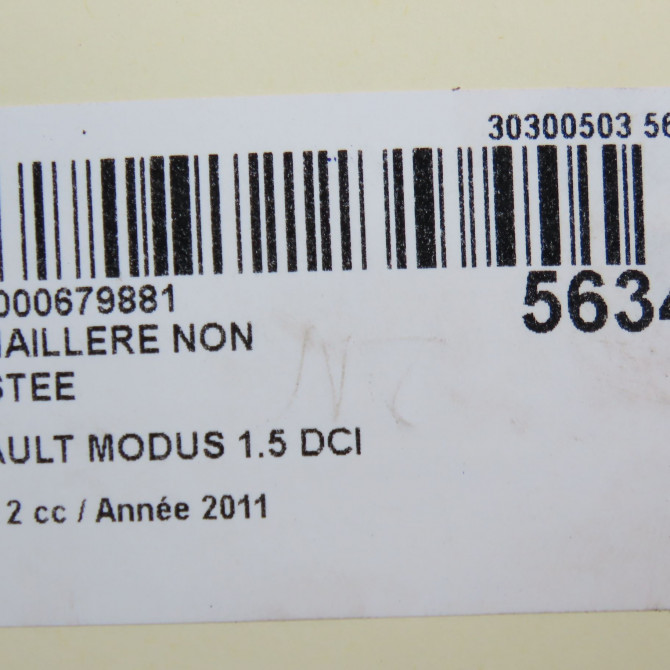 30300503 56
000679881
5634
AILLERE NON
STEE
AULT MODUS 1.5 DCI
2 cc / Année 2011